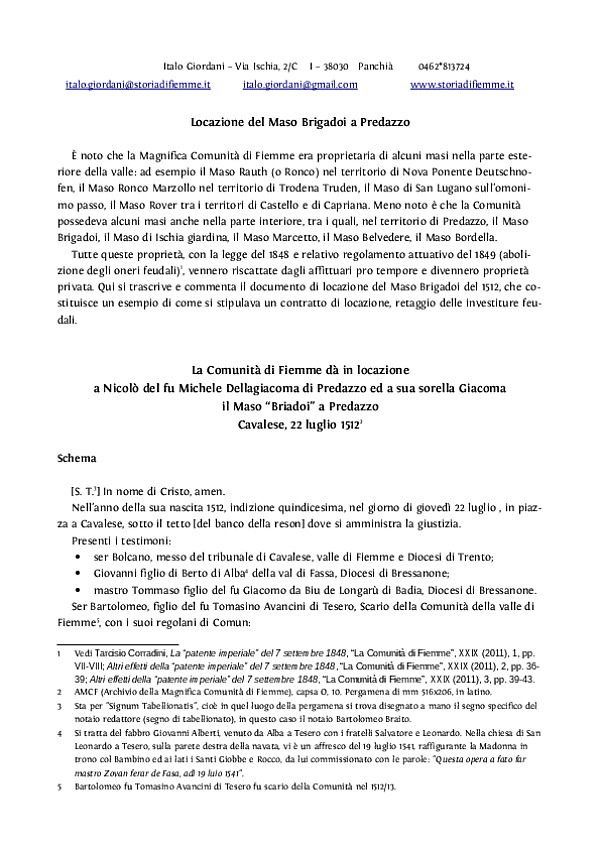 Italo Giordani – Via Ischia, 2/C I – 38030 Panchià 0462*813724
italo.giordani@storiadifiemme.it italo.giordani@gmail.com www.storiadifiemme.it
Locazione del Maso Brigadoi a Predazzo
È noto che la Magnifica Comunità di Fiemme era proprietaria di alcuni masi nella parte este-
riore della valle: ad esempio il Maso Rauth (o Ronco) nel territorio di Nova Ponente Deutschno-
fen, il Maso Ronco Marzollo nel territorio di Trodena Truden, il Maso di San Lugano sull'omoni-
mo passo, il Maso Rover tra i territori di Castello e di Capriana. Meno noto è che la Comunità
possedeva alcuni masi anche nella parte interiore, tra i quali, nel territorio di Predazzo, il Maso
Brigadoi, il Maso di Ischia giardina, il Maso Marcetto, il Maso Belvedere, il Maso Bordella.
Tutte queste proprietà, con la legge del 1848 e relativo regolamento attuativo del 1849 (aboli-
zione degli oneri feudali)1, vennero riscattate dagli affittuari pro tempore e divennero proprietà
privata. Qui si trascrive e commenta il documento di locazione del Maso Brigadoi del 1512, che co-
stituisce un esempio di come si stipulava un contratto di locazione, retaggio delle investiture feu-
dali.
La Comunità di Fiemme dà in locazione
a Nicolò del fu Michele Dellagiacoma di Predazzo ed a sua sorella Giacoma
il Maso "Briadoi" a Predazzo
Cavalese, 22 luglio 15122
Schema
[S. T.3] In nome di Cristo, amen.
Nell'anno della sua nascita 1512, indizione quindicesima, nel giorno di giovedì 22 luglio , in piaz-
za a Cavalese, sotto il tetto [del banco della reson] dove si amministra la giustizia.
Presenti i testimoni:
• ser Bolcano, messo del tribunale di Cavalese, valle di Fiemme e Diocesi di Trento;
• Giovanni figlio di Berto di Alba4 della val di Fassa, Diocesi di Bressanone;
• mastro Tommaso figlio del fu Giacomo da Biu de Longarù di Badia, Diocesi di Bressanone.
Ser Bartolomeo, figlio del fu Tomasino Avancini di Tesero, Scario della Comunità della valle di
Fiemme5, con i suoi regolani di Comun:
1 Vedi Tarcisio Corradini, La "patente imperiale" del 7 settembre 1848, "La Comunità di Fiemme", XXIX (2011), 1, pp.
VII-VIII; Altri effetti della "patente imperiale" del 7 settembre 1848, "La Comunità di Fiemme", XXIX (2011), 2, pp. 36-
39; Altri effetti della "patente imperiale" del 7 settembre 1848, "La Comunità di Fiemme", XXIX (2011), 3, pp. 39-43.
2 AMCF (Archivio della Magnifica Comunità di Fiemme), capsa O, 10. Pergamena di mm 516x206, in latino.
3 Sta per "Signum Tabellionatis", cioè in quel luogo della pergamena si trova disegnato a mano il segno specifico del
notaio redattore (segno di tabellionato), in questo caso il notaio Bartolomeo Braito.
4 Si tratta del fabbro Giovanni Alberti, venuto da Alba a Tesero con i fratelli Salvatore e Leonardo. Nella chiesa di San
Leonardo a Tesero, sulla parete destra della navata, vi è un affresco del 19 luglio 1541, raffigurante la Madonna in
trono col Bambino ed ai lati i Santi Giobbe e Rocco, da lui commissionato con le parole: "Questa opera a fato far
mastro Zovan ferar de Fasa, adì 19 luio 1541".
5 Bartolomeo fu Tomasino Avancini di Tesero fu scario della Comunità nel 1512/13.